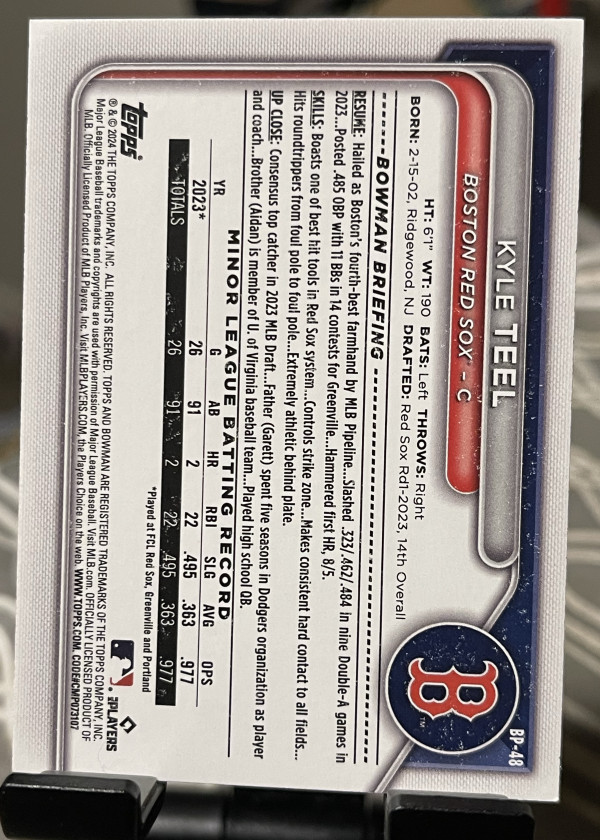 BP-48
KYLE TEEL
BOSTON RED SOX® - C
B
™
HT: 6'1" WT: 190 BATS: Left THROWS: Right
BORN: 2-15-02, Ridgewood, NJ DRAFTED: Red Sox Rd1-2023, 14th Overall
BOWMAN BRIEFING
RESUME: Hailed as Boston's fourth-best farmhand by MLB Pipeline...Slashed .323/.462/.484 in nine Double-A games in
2023...Posted .485 OBP with 11 BBs in 14 contests for Greenville...Hammered first HR, 8/5.
SKILLS: Boasts one of best hit tools in Red Sox system...Controls strike zone...Makes consistent hard contact to all fields...
Hits roundtrippers from foul pole to foul pole...Extremely athletic behind plate.
UP CLOSE: Consensus top catcher in 2023 MLB Draft...Father (Garett) spent five seasons in Dodgers organization as player
and coach...Brother (Aidan) is member of U. of Virginia baseball team...Played high school QB.
MINOR LEAGUE BATTING RECORD
YR G AB HR RBI SLG AVG OPS
2023* 26 91 2 22 .495 .363 .977
TOTALS 26 91 2 22 .495 .363 .977
*Played at FCL Red Sox, Greenville and Portland
topps
PLAYERS
® & © 2024 THE TOPPS COMPANY, INC. ALL RIGHTS RESERVED. TOPPS AND BOWMAN ARE REGISTERED TRADEMARKS OF THE TOPPS COMPANY, INC.
Major League Baseball trademarks and copyrights are used with permission of Major League Baseball. Visit MLB.com. OFFICIALLY LICENSED PRODUCT OF
MLB. Officially Licensed Product of MLB Players, Inc. Visit MLBPLAYERS.COM, the Players Choice on the web. WWW.TOPPS.COM. CODE#CMP073107